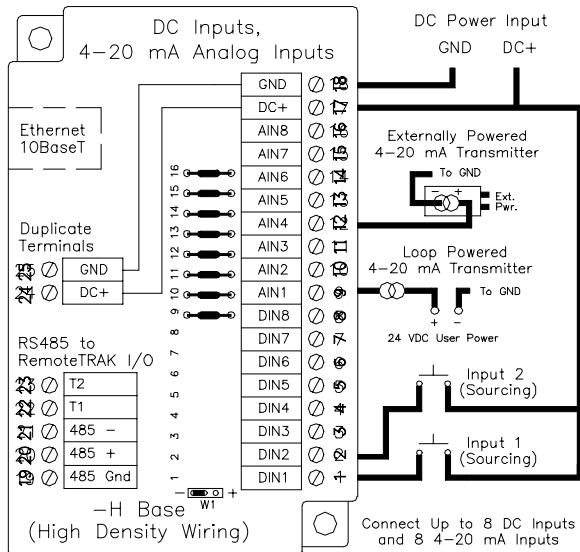 DC Inputs,
4-20 mA Analog Inputs
DC Power Input
GND DC+
GND 18
DC+ 17
AIN8 16
AIN7 15
AIN6 14
AIN5 13
AIN4 12
AIN3 11
AIN2 10
AIN1 9
DIN8 8
DIN7 7
DIN6 6
DIN5 5
DIN4 4
DIN3 3
DIN2 2
DIN1 1
Ethernet
10BaseT
16
15
14
13
12
11
10
9
8
7
6
5
4
3
2
1
Duplicate
Terminals
25 GND
24 DC+
RS485 to
RemoteTRAK I/O
23 T2
22 T1
21 485 -
20 485 +
19 485 Gnd
- +
W1
-H Base
(High Density Wiring)
Externally Powered
4-20 mA Transmitter
To GND
- +
Ext.
Pwr.
Loop Powered
4-20 mA Transmitter
To GND
+ -
24 VDC User Power
Input 2
(Sourcing)
Input 1
(Sourcing)
Connect Up to 8 DC Inputs
and 8 4-20 mA Inputs